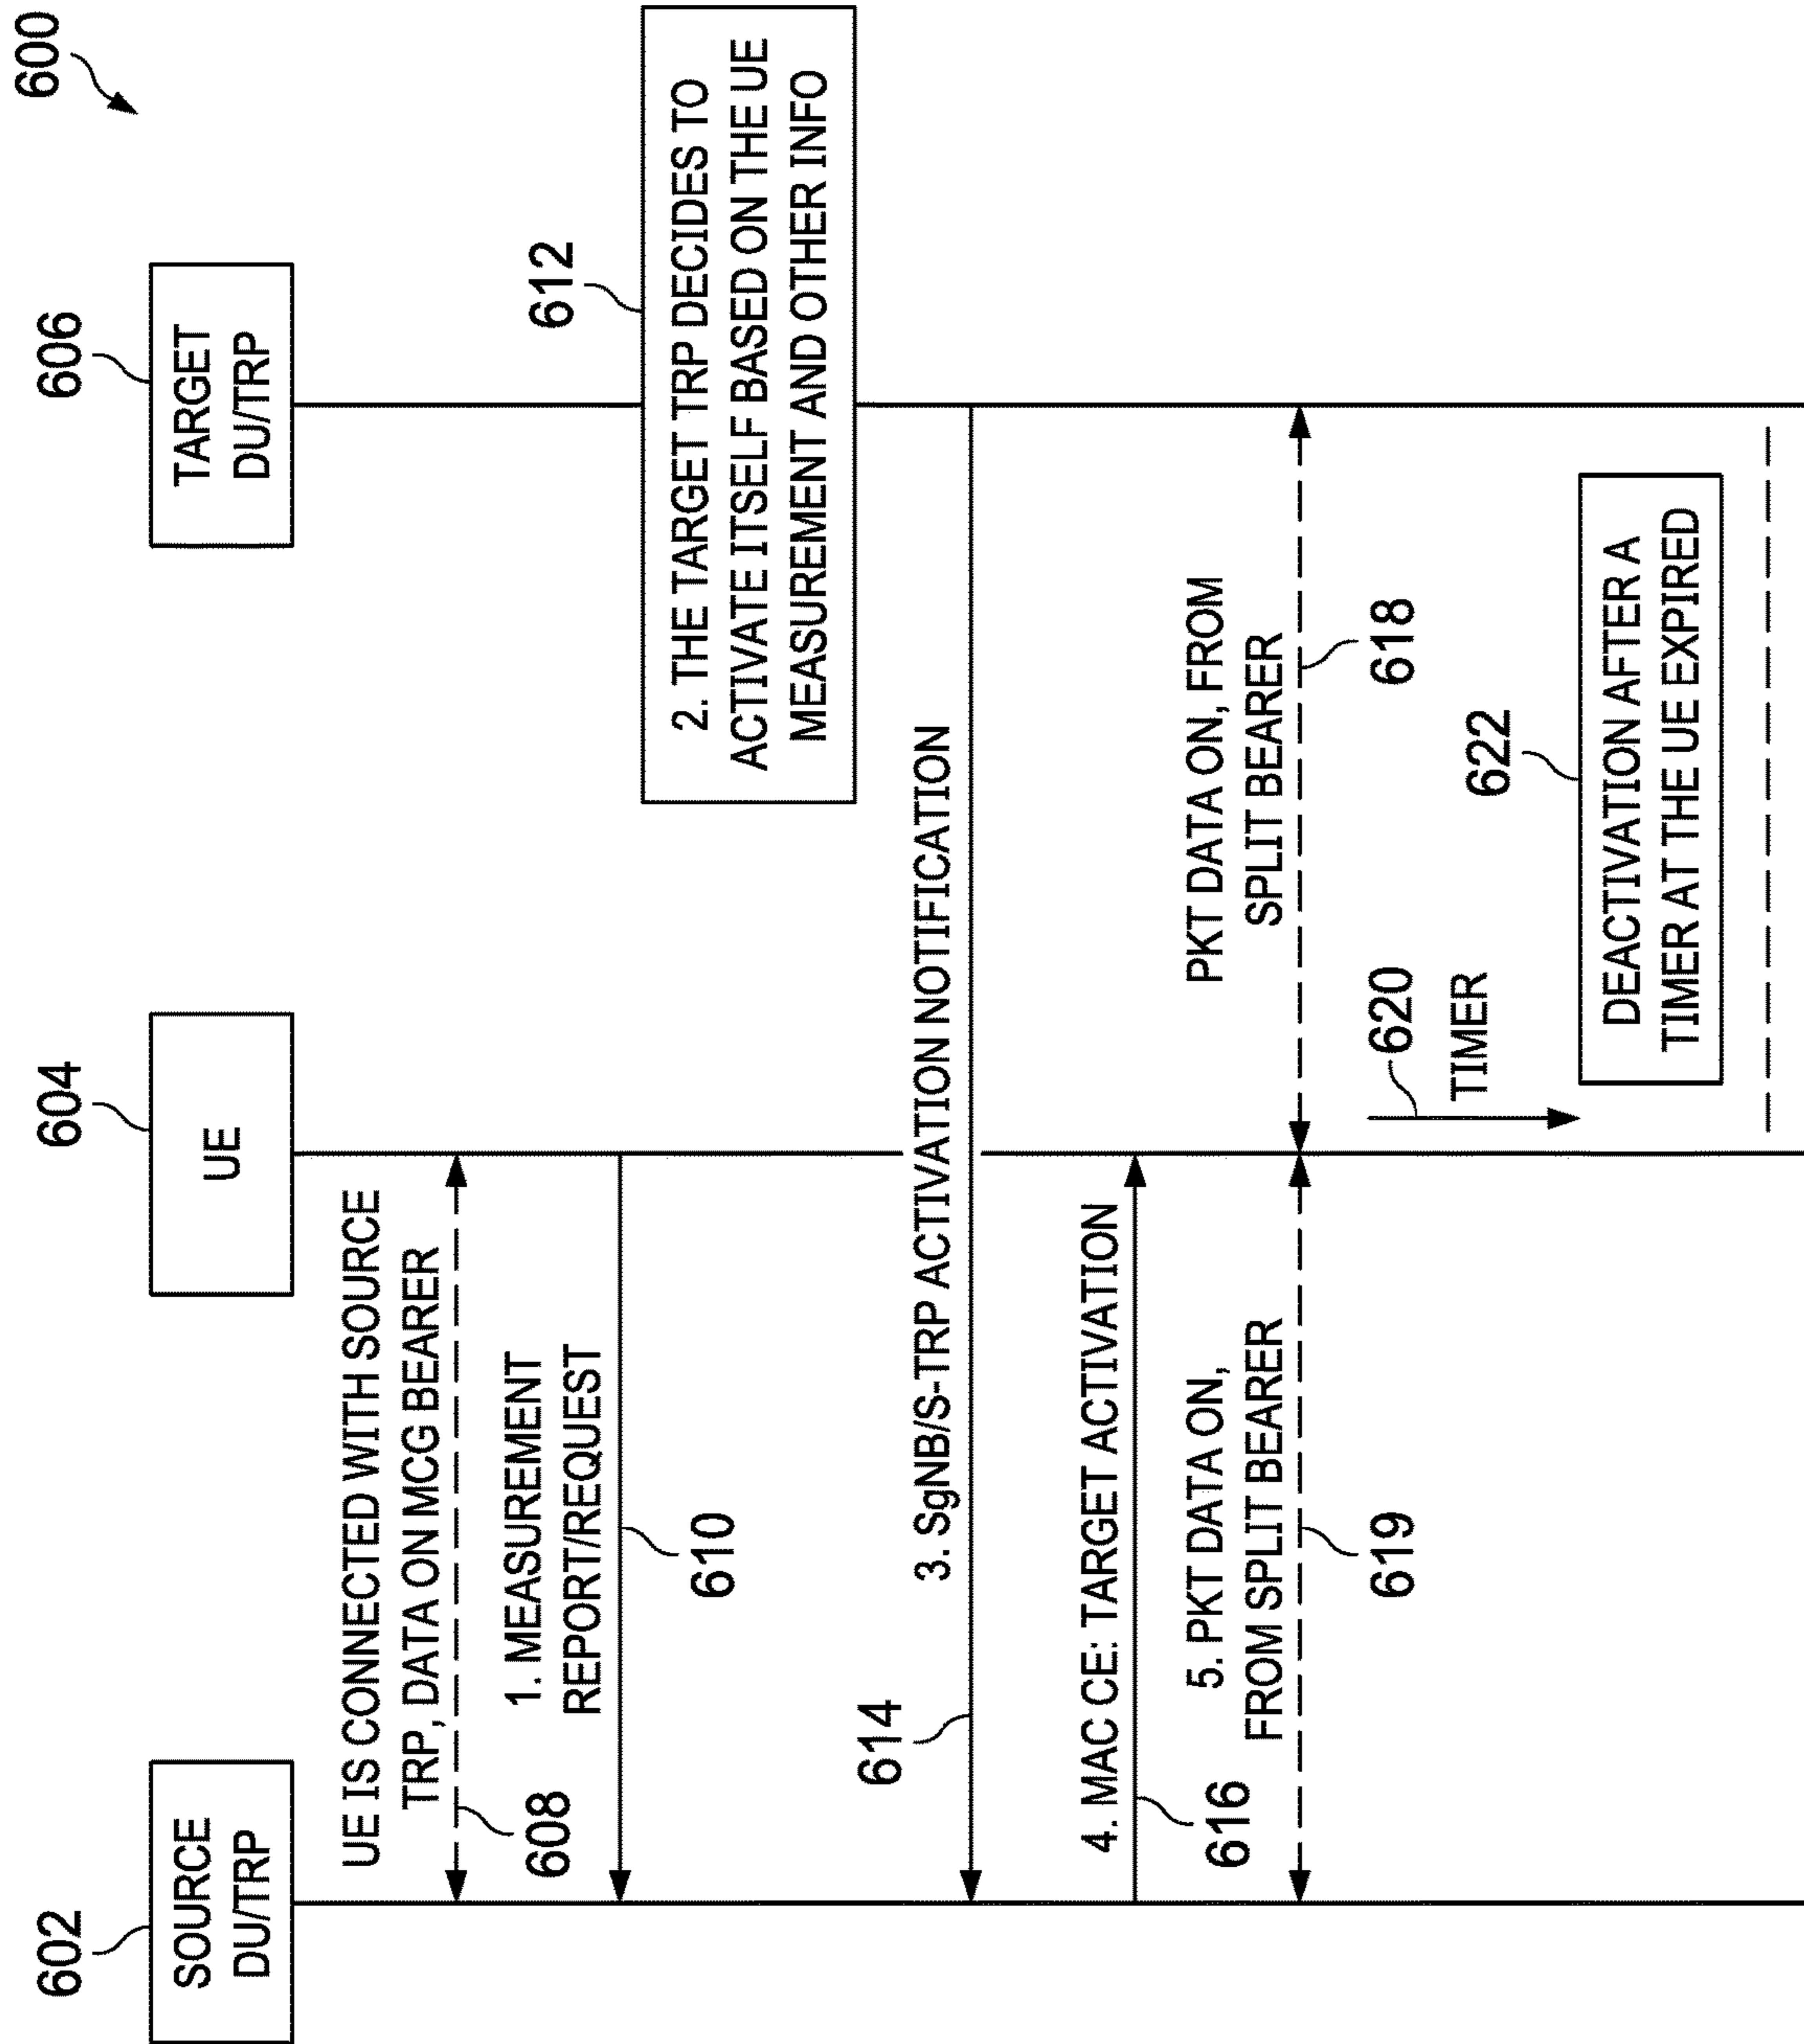 600
602
604
606
SOURCE
DU/TRP
UE
TARGET
DU/TRP
UE IS CONNECTED WITH SOURCE
TRP, DATA ON MCG BEARER
608
1. MEASUREMENT
REPORT/REQUEST
610
612
2. THE TARGET TRP DECIDES TO
ACTIVATE ITSELF BASED ON THE UE
MEASUREMENT AND OTHER INFO
614
3. SgNB/S-TRP ACTIVATION NOTIFICATION
4. MAC CE: TARGET ACTIVATION
616
5. PKT DATA ON,
FROM SPLIT BEARER
619
PKT DATA ON, FROM
SPLIT BEARER
618
620
TIMER
622
DEACTIVATION AFTER A
TIMER AT THE UE EXPIRED